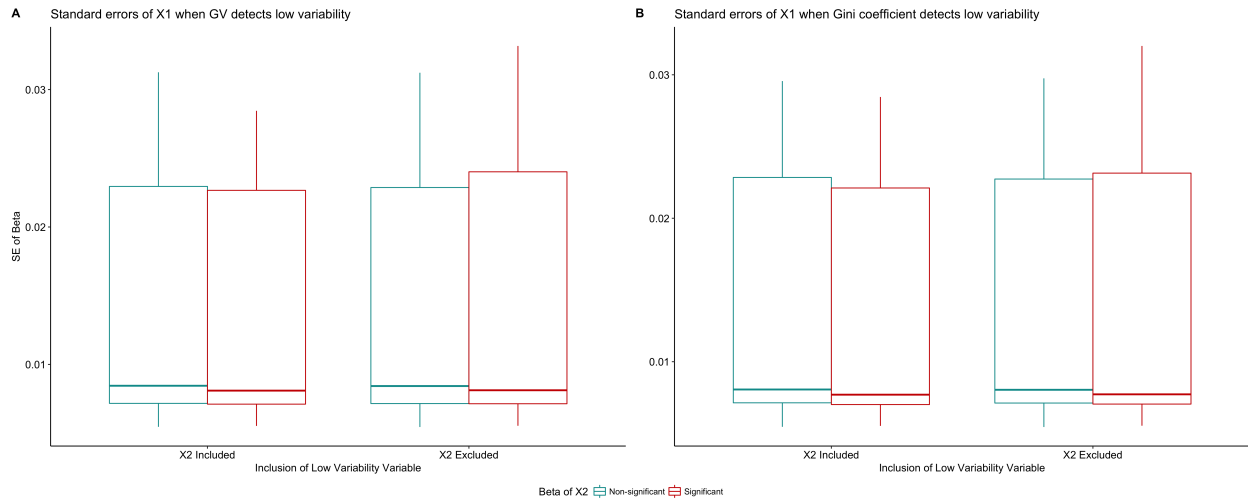 A
Standard errors of X1 when GV detects low variability
SE of Beta
0.03
0.02
0.01
X2 Included
X2 Excluded
Inclusion of Low Variability Variable
B
Standard errors of X1 when Gini coefficient detects low variability
0.03
0.02
0.01
X2 Included
X2 Excluded
Inclusion of Low Variability Variable
Beta of X2 Non-significant Significant